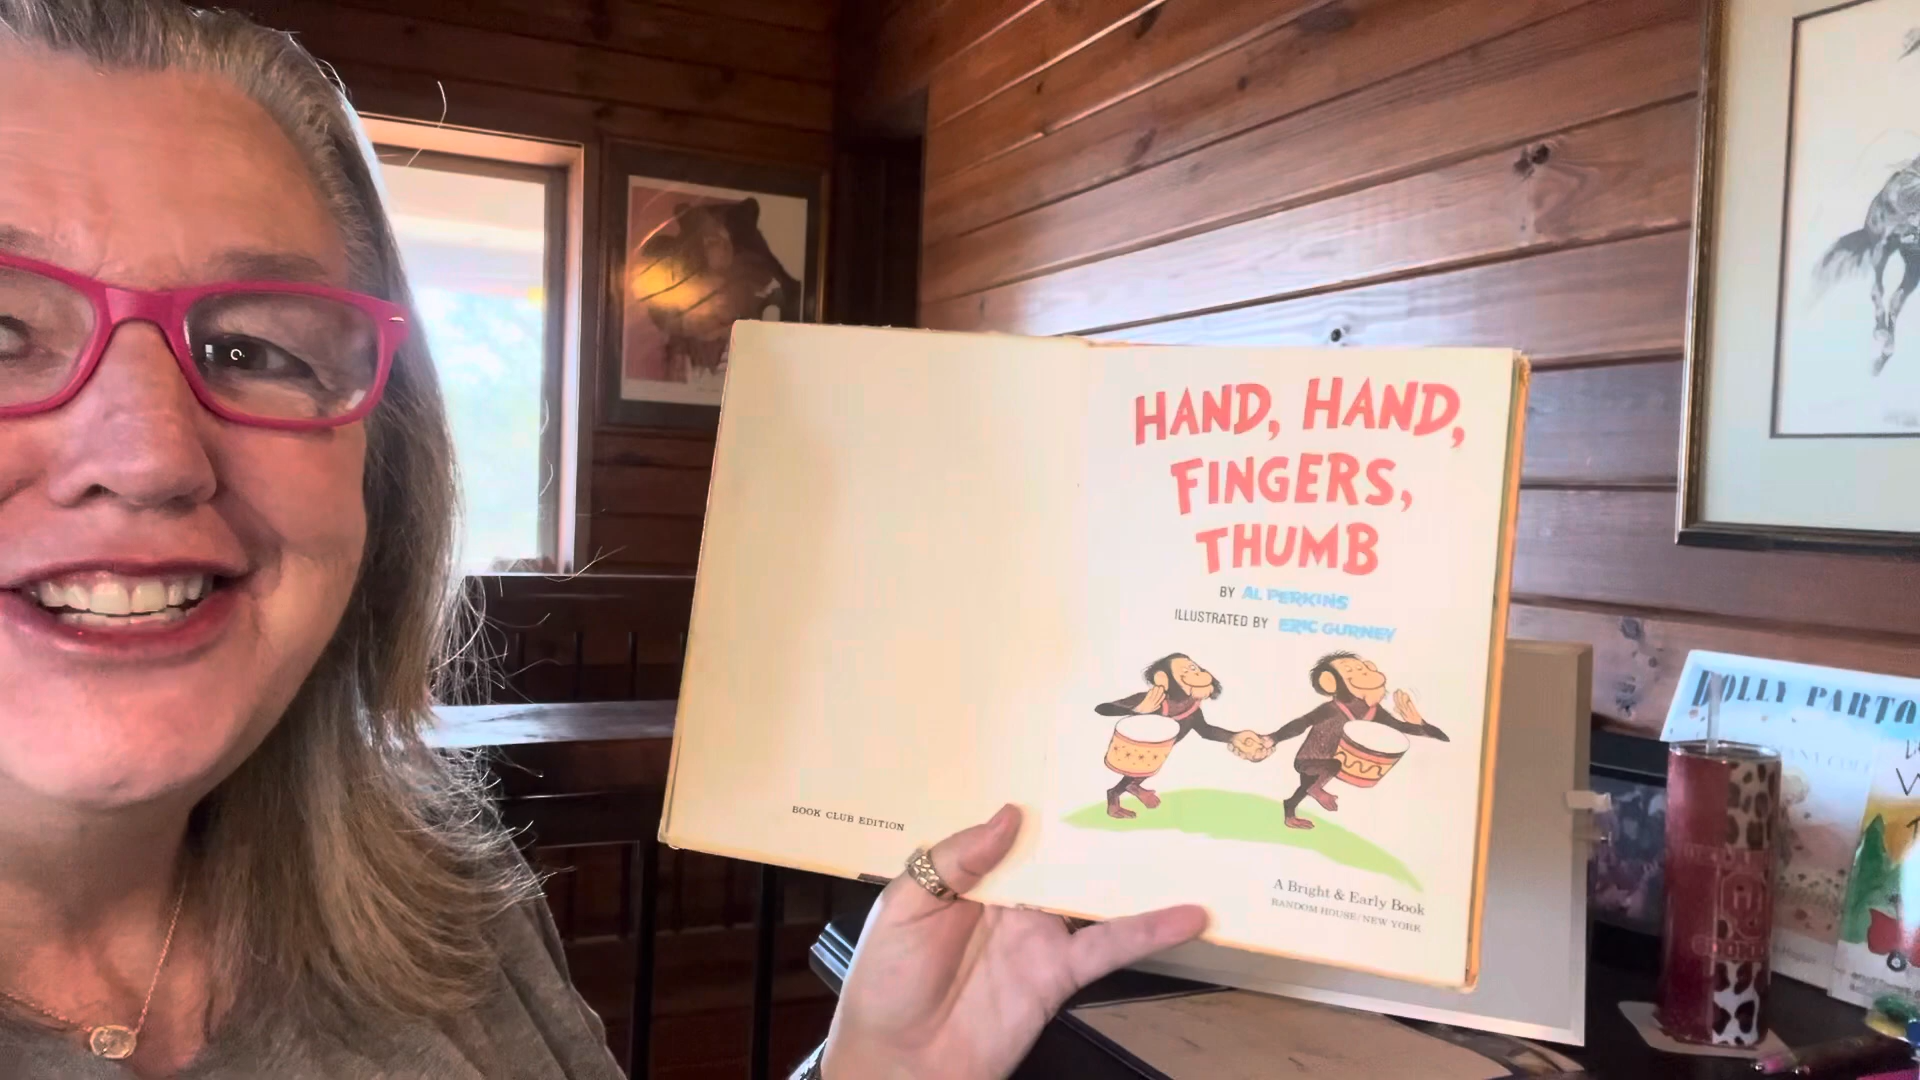 HAND, HAND,
FINGERS,
THUMB
BY AL PERKINS
ILLUSTRATED BY ERIC GURNEY
BOOK CLUB EDITION
A Bright & Early Book
RANDOM HOUSE/NEW YORK
DOLLY PARTO